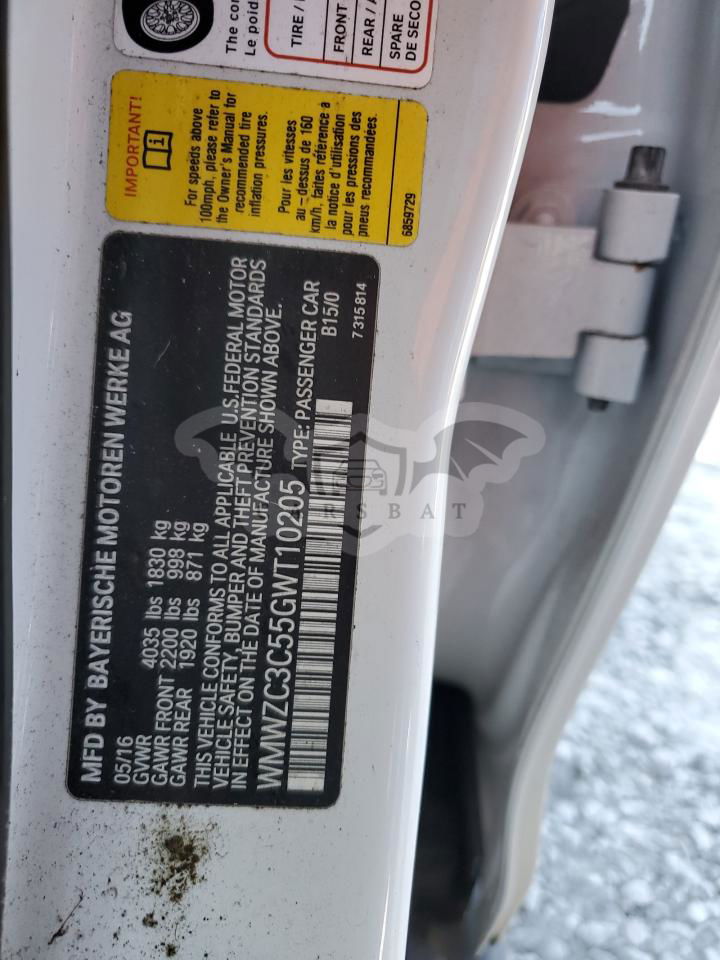 The con
Le poid
TIRE /
FRONT
REAR / A
SPARE
DE SECO
IMPORTANT!
For speeds above
100mph, please refer to
the Owner's Manual for
recommended tire
inflation pressures.
Pour les vitesses
au-dessus de 160
km/h, faites référence à
la notice d'utilisation
pour les pressions des
pneus recommandées.
6859729
MFD BY BAYERISCHE MOTOREN WERKE AG
05/16
GVWR 4035 lbs 1830 kg
GAWR FRONT 2200 lbs 998 kg
GAWR REAR 1920 lbs 871 kg
THIS VEHICLE CONFORMS TO ALL APPLICABLE U.S. FEDERAL MOTOR
VEHICLE SAFETY, BUMPER AND THEFT PREVENTION STANDARDS
IN EFFECT ON THE DATE OF MANUFACTURE SHOWN ABOVE.
WMWZC3C55GWT10205 TYPE: PASSENGER CAR
B15/0
7315814
RSBAT